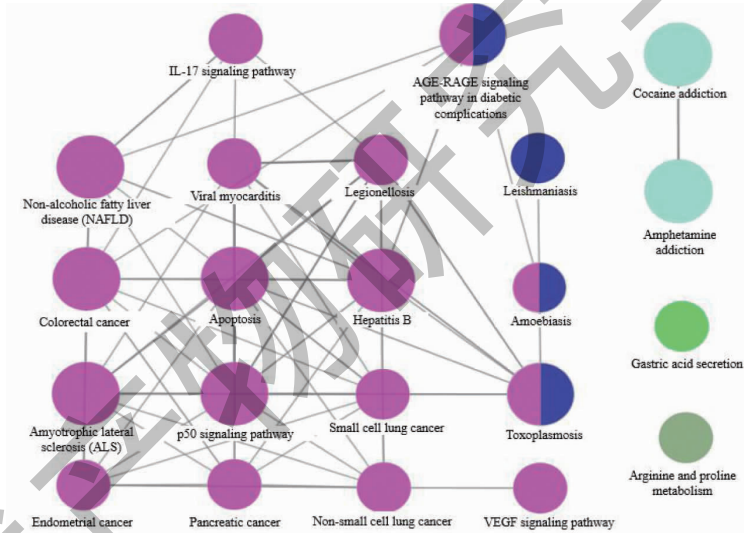 IL-17 signaling pathway
AGE-RAGE signaling
pathway in diabetic
complications
Cocaine addiction
Non-alcoholic fatty liver
disease (NAFLD)
Viral myocarditis
Legionellosis
Leishmaniasis
Amphetamine
addiction
Colorectal cancer
Apoptosis
Hepatitis B
Amoebiasis
Gastric acid secretion
Amyotrophic lateral
sclerosis (ALS)
p50 signaling pathway
Small cell lung cancer
Toxoplasmosis
Arginine and proline
metabolism
Endometrial cancer
Pancreatic cancer
Non-small cell lung cancer
VEGF signaling pathway
物研究